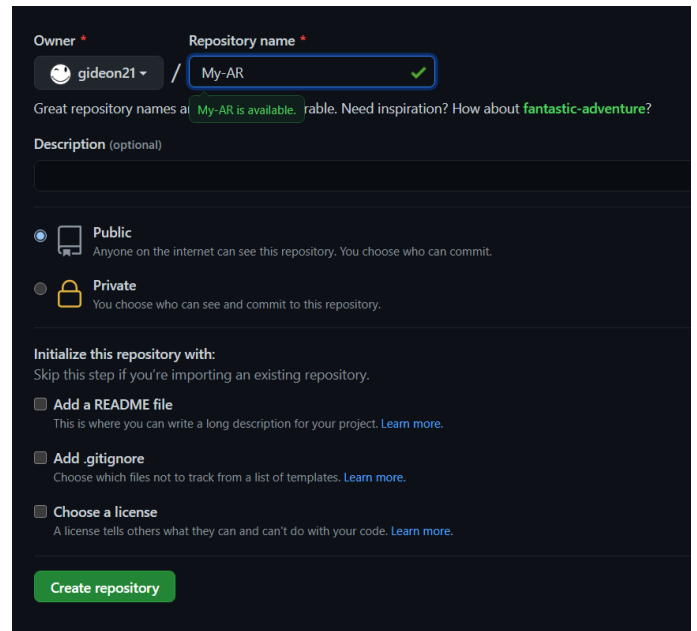 Owner *
Repository name *
gideon21
/
My-AR
Great repository names a
My-AR is available.
rable. Need inspiration? How about fantastic-adventure?
Description (optional)
Public
Anyone on the internet can see this repository. You choose who can commit.
Private
You choose who can see and commit to this repository.
Initialize this repository with:
Skip this step if you're importing an existing repository.
Add a README file
This is where you can write a long description for your project. Learn more.
Add .gitignore
Choose which files not to track from a list of templates. Learn more.
Choose a license
A license tells others what they can and can't do with your code. Learn more.
Create repository